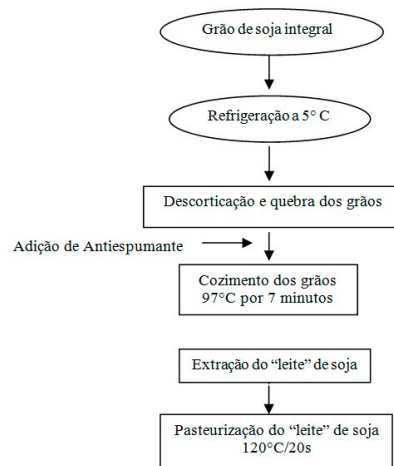 Grão de soja integral
Refrigeração a 5° C
Descorticação e quebra dos grãos
Adição de Antiespumante
Cozimento dos grãos
97°C por 7 minutos
Extração do “leite” de soja
Pasteurização do “leite” de soja
120°C/20s